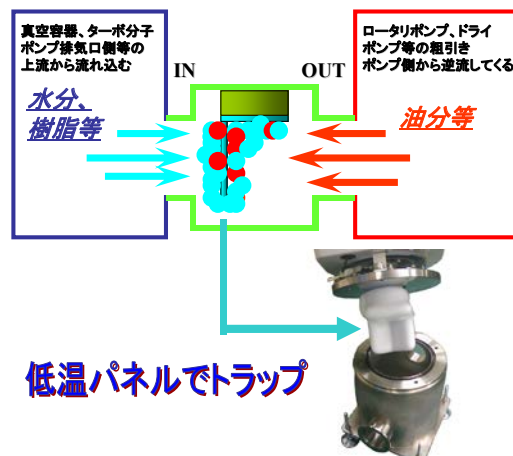 真空容器、ターボ分子
ポンプ排気口側等の
上流から流れ込む
水分、
樹脂等
IN
OUT
ロータリポンプ、ドライ
ポンプ等の粗引き
ポンプ側から逆流してくる
油分等
低温パネルでトラップ